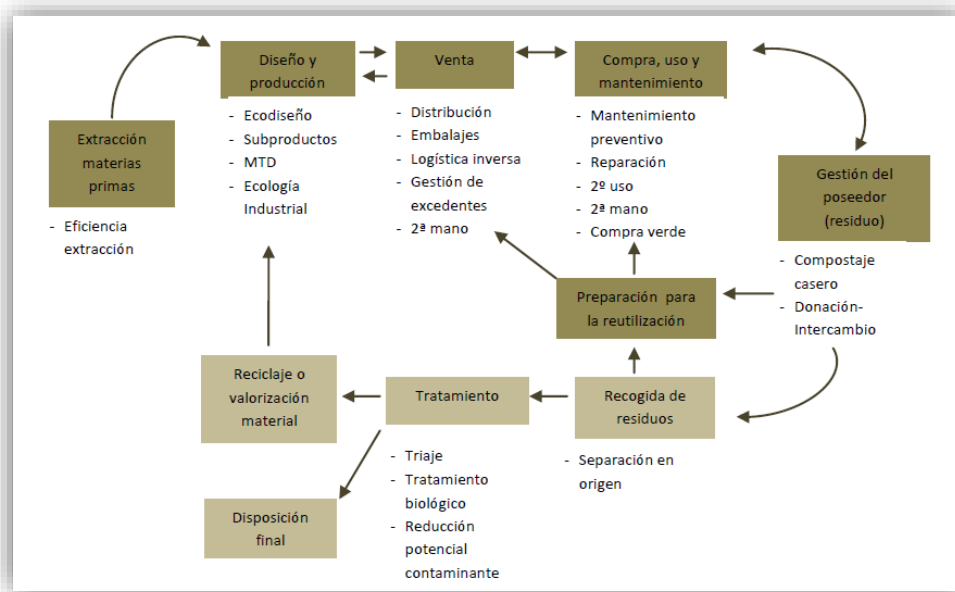 Diseño y
producción
- Ecodiseño
- Subproductos
- MTD
- Ecología
Industrial
Venta
- Distribución
- Embalajes
- Logística inversa
- Gestión de
excedentes
- 2ª mano
Compra, uso y
mantenimiento
- Mantenimiento
preventivo
- Reparación
- 2º uso
- 2ª mano
- Compra verde
Extracción
materias
primas
- Eficiencia
extracción
Gestión del
poseedor
(residuo)
- Compostaje
casero
- Donación-
Intercambio
Preparación para
la reutilización
Reciclaje o
valorización
material
Tratamiento
- Triaje
- Tratamiento
biológico
- Reducción
potencial
contaminante
Recogida de
residuos
- Separación en
origen
Disposición
final